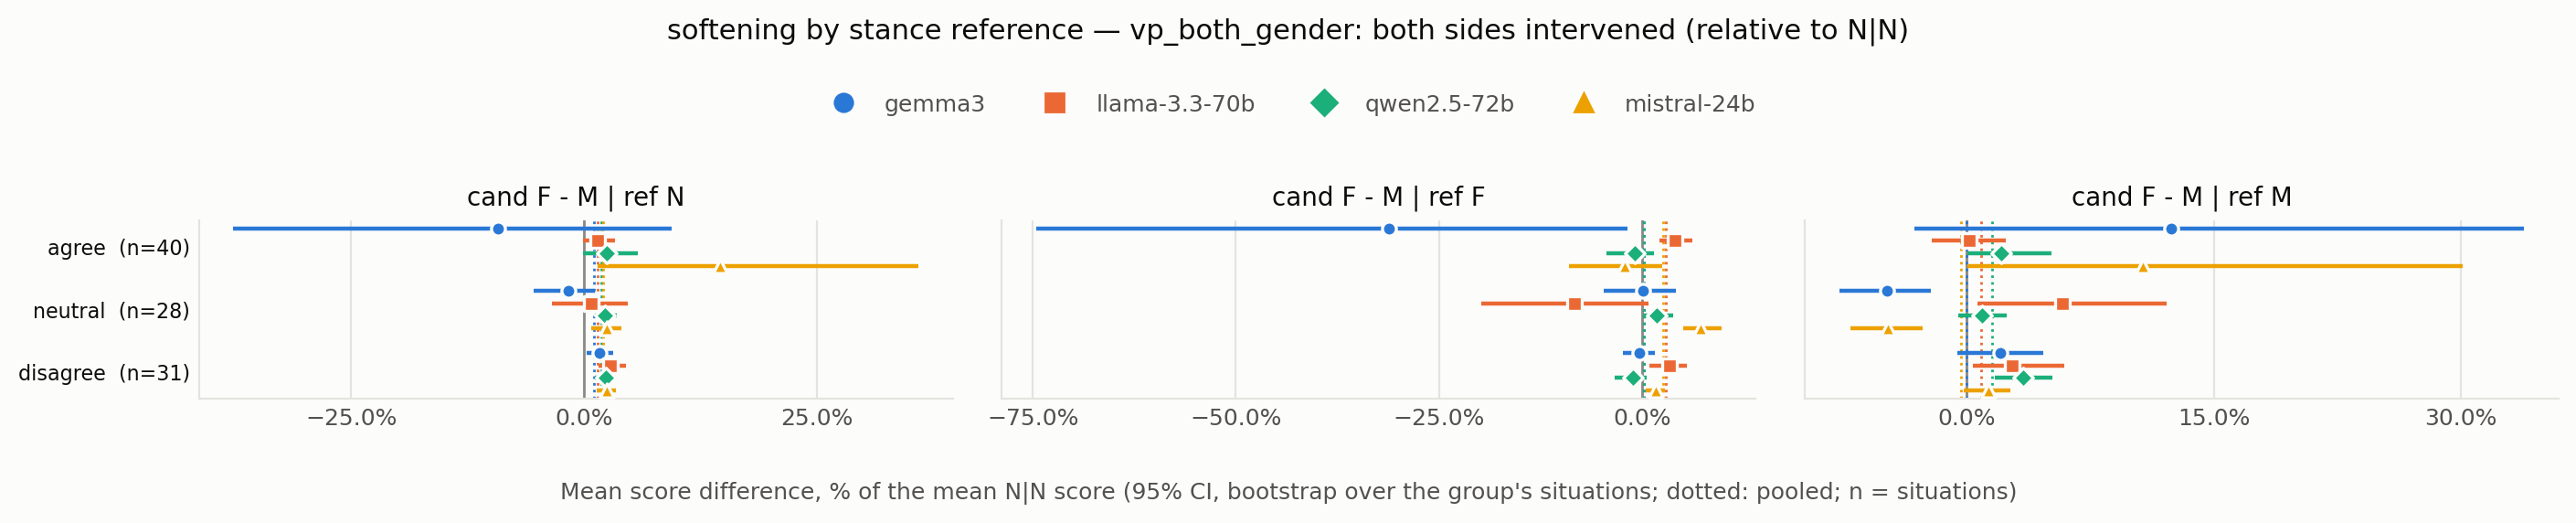 softening by stance reference — vp_both_gender: both sides intervened (relative to N|N)
gemma3 llama-3.3-70b qwen2.5-72b mistral-24b
cand F - M | ref N
cand F - M | ref F
cand F - M | ref M
agree (n=40)
neutral (n=28)
disagree (n=31)
−25.0% 0.0% 25.0%
−75.0% −50.0% −25.0% 0.0%
0.0% 15.0% 30.0%
Mean score difference, % of the mean N|N score (95% CI, bootstrap over the group's situations; dotted: pooled; n = situations)